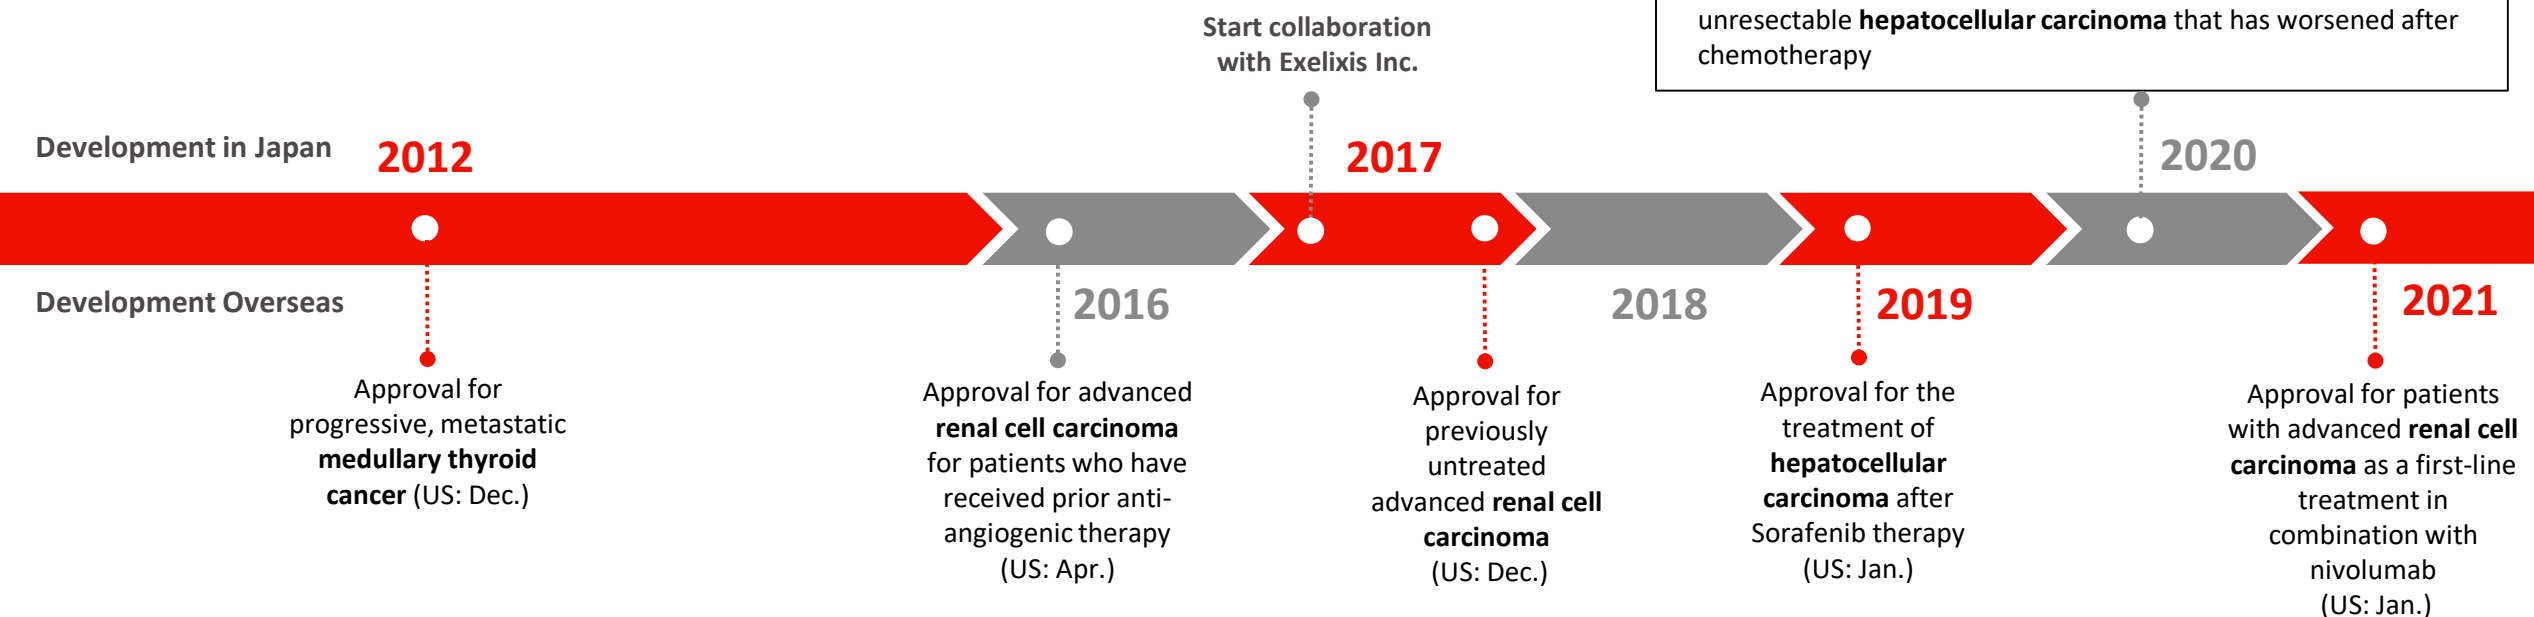 Start collaboration
with Exelixis Inc.
unresectable hepatocellular carcinoma that has worsened after
chemotherapy
Development in Japan
2012
2017
2020
Development Overseas
2016
2018
2019
2021
Approval for
progressive, metastatic
medullary thyroid
cancer (US: Dec.)
Approval for advanced
renal cell carcinoma
for patients who have
received prior anti-
angiogenic therapy
(US: Apr.)
Approval for
previously
untreated
advanced renal cell
carcinoma
(US: Dec.)
Approval for the
treatment of
hepatocellular
carcinoma after
Sorafenib therapy
(US: Jan.)
Approval for patients
with advanced renal cell
carcinoma as a first-line
treatment in
combination with
nivolumab
(US: Jan.)